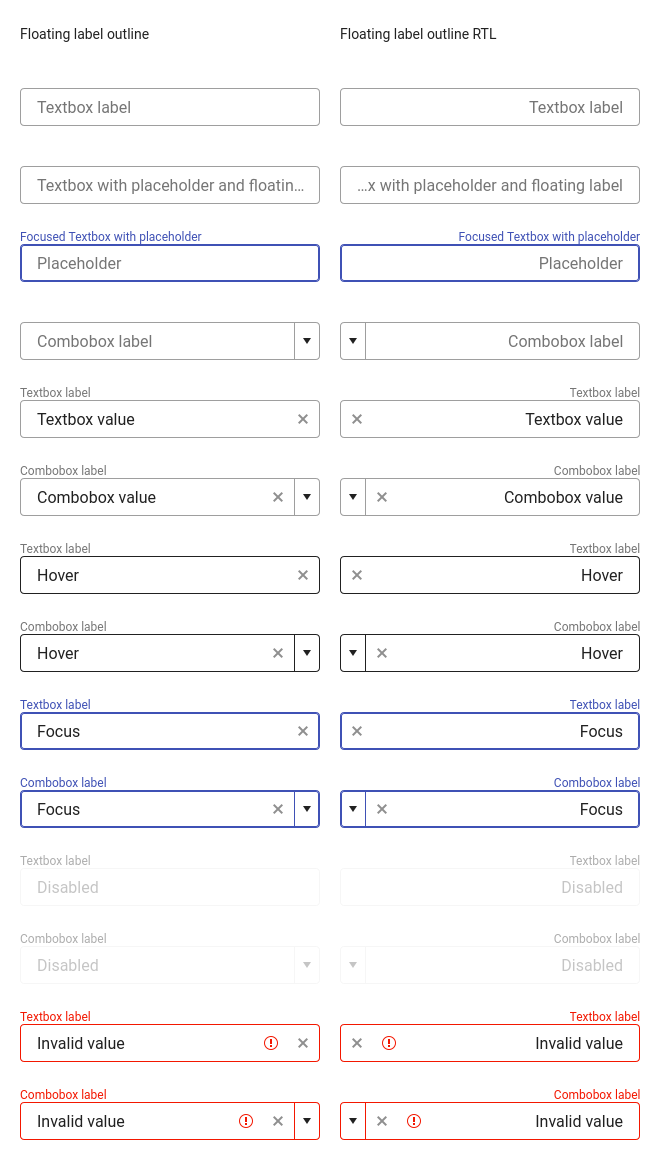 Floating label outline
Floating label outline RTL
Textbox label
Textbox label
Textbox with placeholder and floatin...
...x with placeholder and floating label
Focused Textbox with placeholder
Focused Textbox with placeholder
Placeholder
Placeholder
Combobox label
Combobox label
Textbox label
Textbox label
Textbox value
Textbox value
Combobox label
Combobox label
Combobox value
Combobox value
Textbox label
Textbox label
Hover
Hover
Combobox label
Combobox label
Hover
Hover
Textbox label
Textbox label
Focus
Focus
Combobox label
Combobox label
Focus
Focus
Textbox label
Textbox label
Disabled
Disabled
Combobox label
Combobox label
Disabled
Disabled
Textbox label
Textbox label
Invalid value
Invalid value
Combobox label
Combobox label
Invalid value
Invalid value